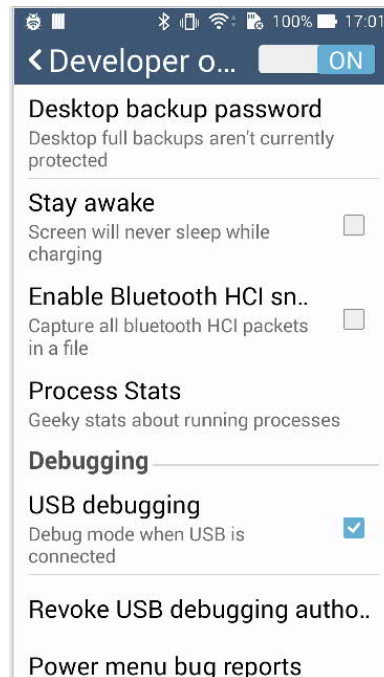 100% 17:01
Developer o... ON
Desktop backup password
Desktop full backups aren't currently
protected
Stay awake
Screen will never sleep while
charging
Enable Bluetooth HCI sn..
Capture all bluetooth HCI packets
in a file
Process Stats
Geeky stats about running processes
Debugging
USB debugging
Debug mode when USB is
connected
Revoke USB debugging autho..
Power menu bug reports